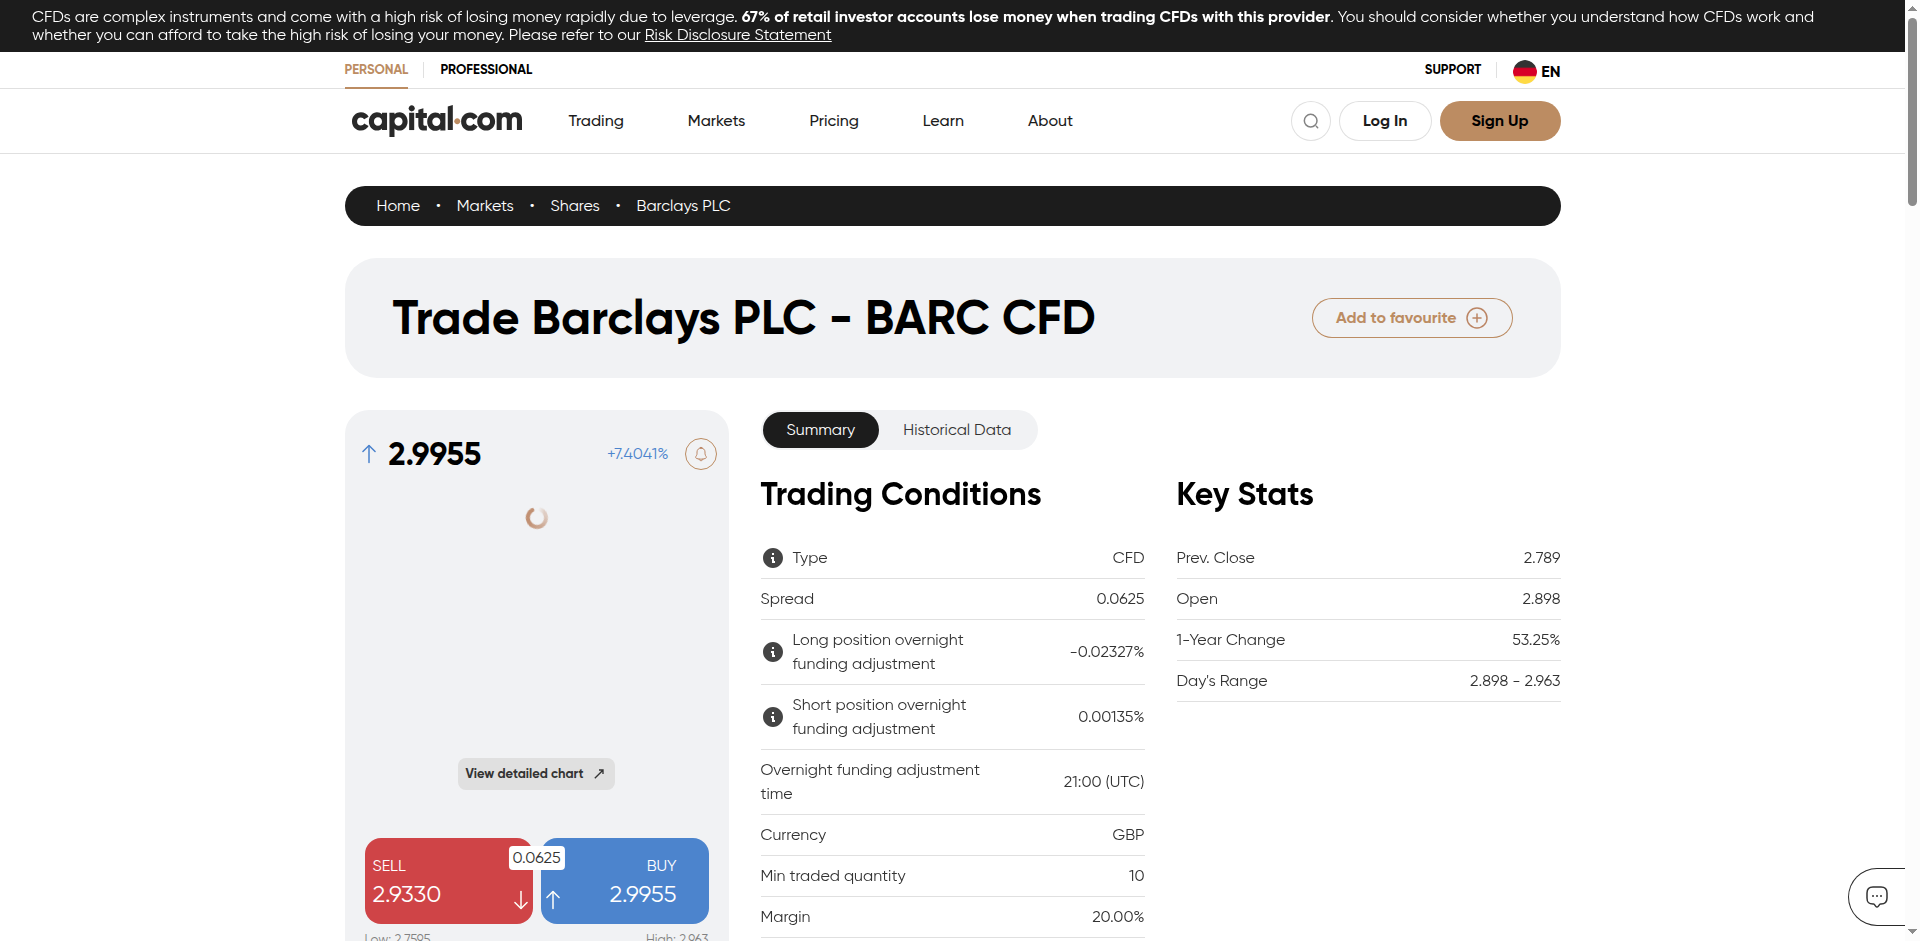 CFDs are complex instruments and come with a high risk of losing money rapidly due to leverage. 67% of retail investor accounts lose money when trading CFDs with this provider. You should consider whether you understand how CFDs work and
whether you can afford to take the high risk of losing your money. Please refer to our Risk Disclosure Statement
PERSONAL PROFESSIONAL SUPPORT EN
capital.com Trading Markets Pricing Learn About Log In Sign Up
Home • Markets • Shares • Barclays PLC
Trade Barclays PLC - BARC CFD Add to favourite
2.9955 +7.4041%
View detailed chart
SELL 0.0625 BUY
2.9330 2.9955
Low: 2.7595 High: 2.963
Summary Historical Data
Trading Conditions
Type CFD
Spread 0.0625
Long position overnight
funding adjustment -0.02327%
Short position overnight
funding adjustment 0.00135%
Overnight funding adjustment
time 21:00 (UTC)
Currency GBP
Min traded quantity 10
Margin 20.00%
Key Stats
Prev. Close 2.789
Open 2.898
1-Year Change 53.25%
Day's Range 2.898 - 2.963